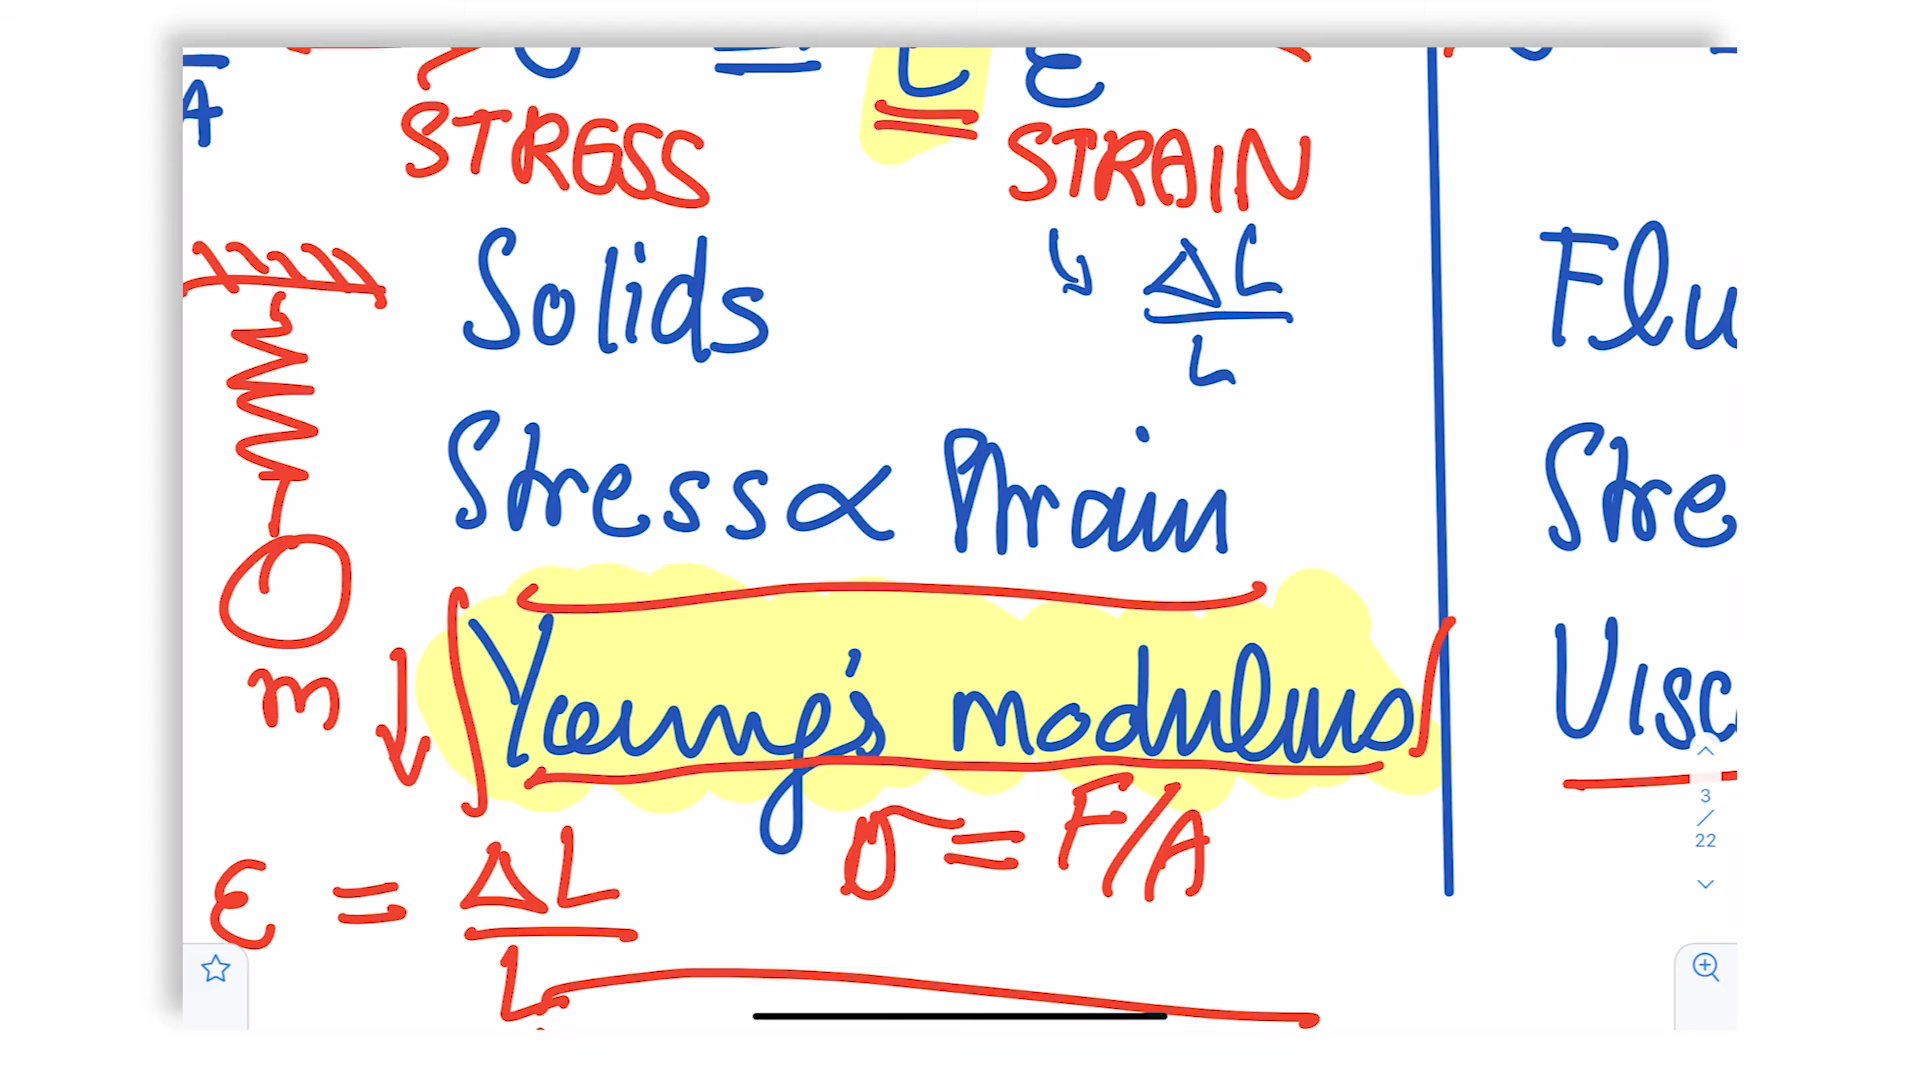 σ = E ε
A
STRESS
STRAIN
Solids
ΔL
L
Flu
Stress ∝ Strain
Stre
Young's modulus
Visc
m
σ = F/A
ε = ΔL
L
3
/
22